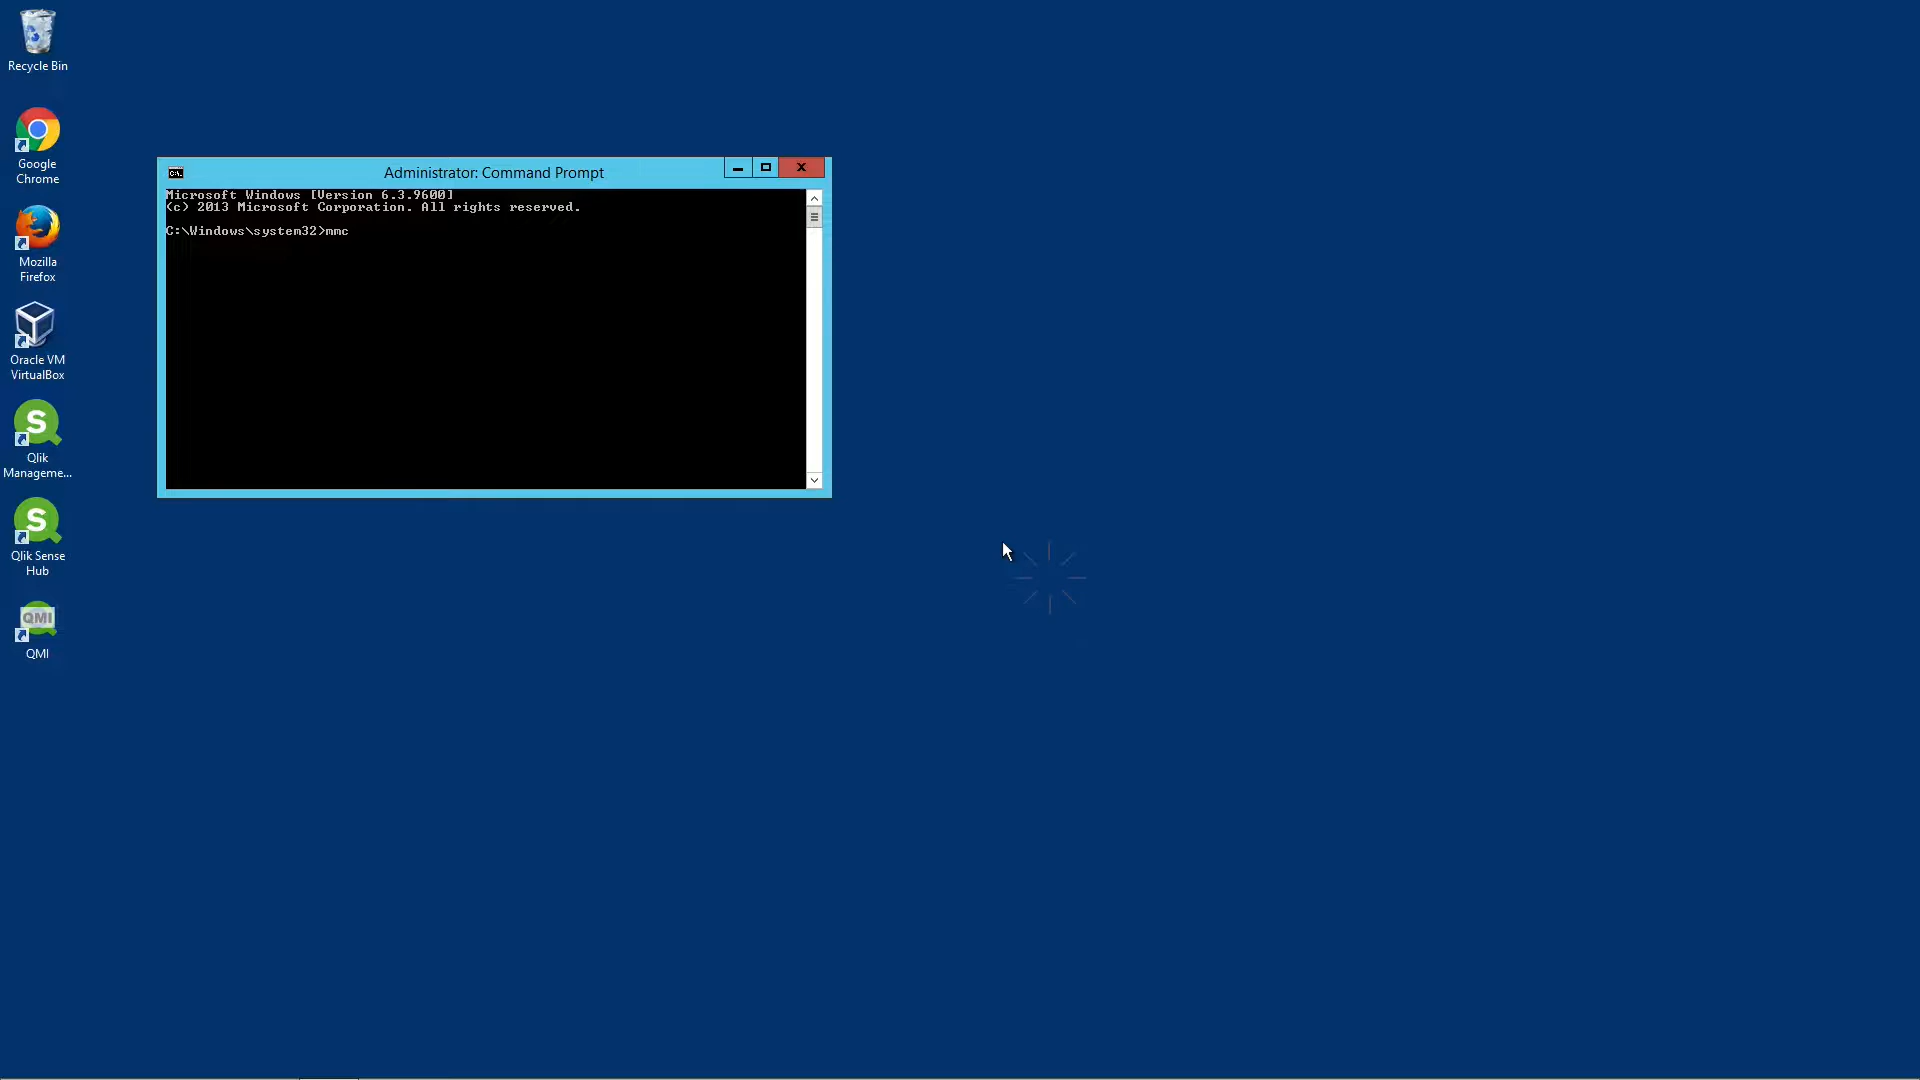 Recycle Bin
Google
Chrome
Mozilla
Firefox
Oracle VM
VirtualBox
Qlik
Manageme...
Qlik Sense
Hub
QMI
QMI
Administrator: Command Prompt
Microsoft Windows [Version 6.3.9600]
(c) 2013 Microsoft Corporation. All rights reserved.
C:\Windows\system32>mmc